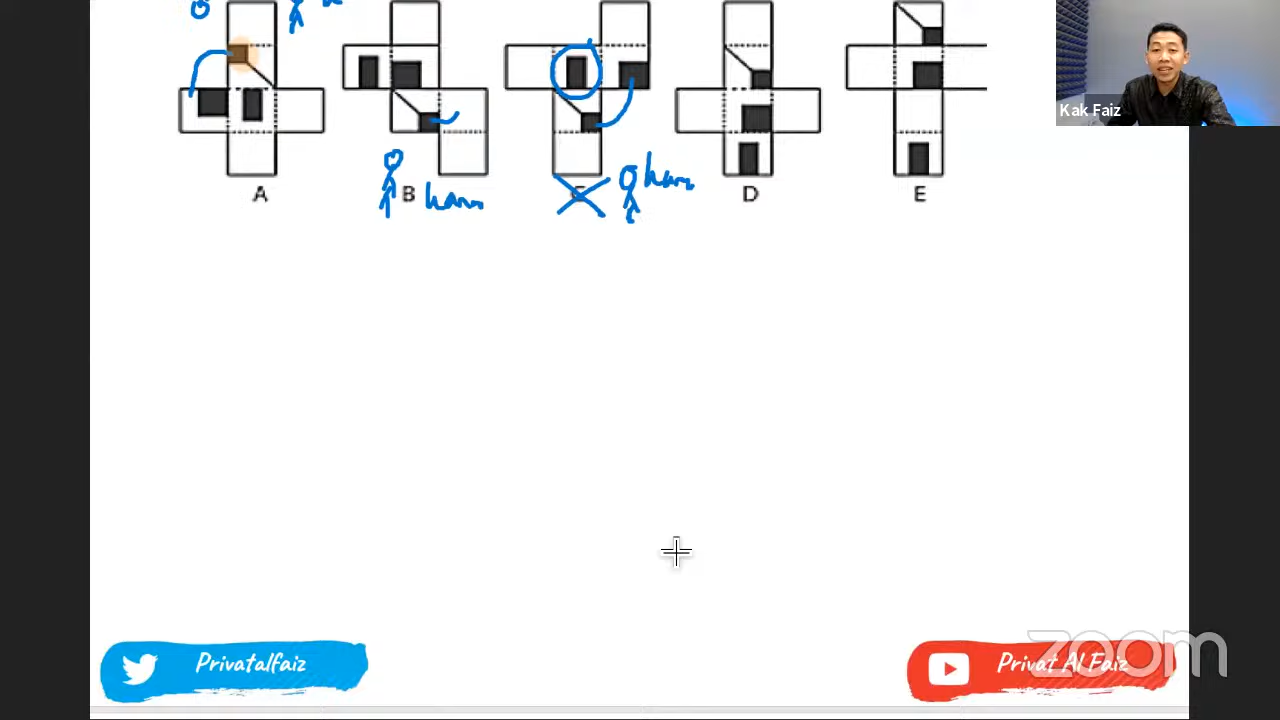 Kak Faiz
A B C D E
Privatalfaiz
Privat Al Faiz
zoom